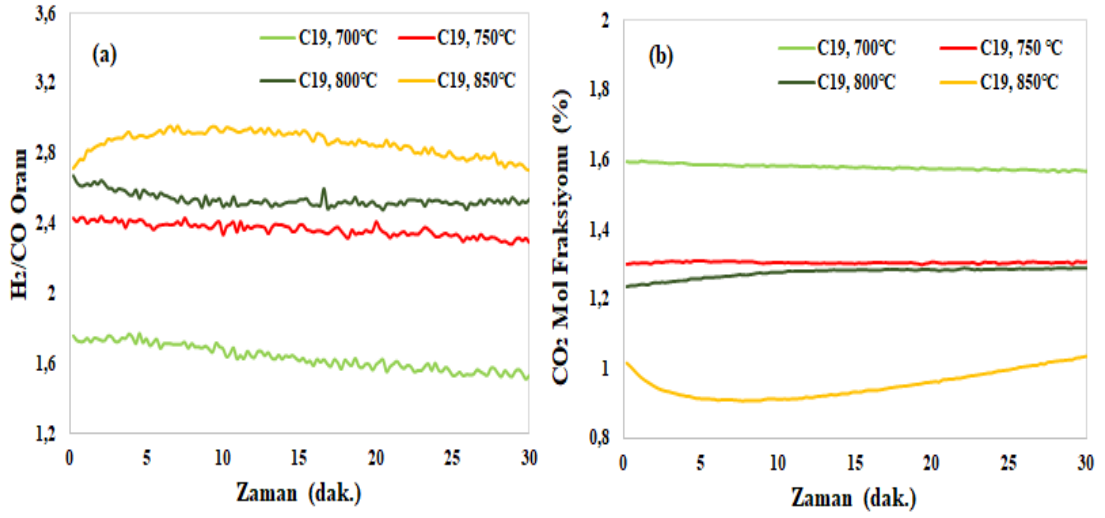 3,6
3,2
2,8
2,4
2
1,6
1,2
H₂/CO Oranı
(a)
C19, 700°C
C19, 750°C
C19, 800°C
C19, 850°C
0
5
10
15
20
25
30
Zaman (dak.)
2
1,8
1,6
1,4
1,2
1
0,8
CO₂ Mol Fraksiyonu (%)
(b)
C19, 700°C
C19, 750 °C
C19, 800°C
C19, 850°C
0
5
10
15
20
25
30
Zaman (dak.)